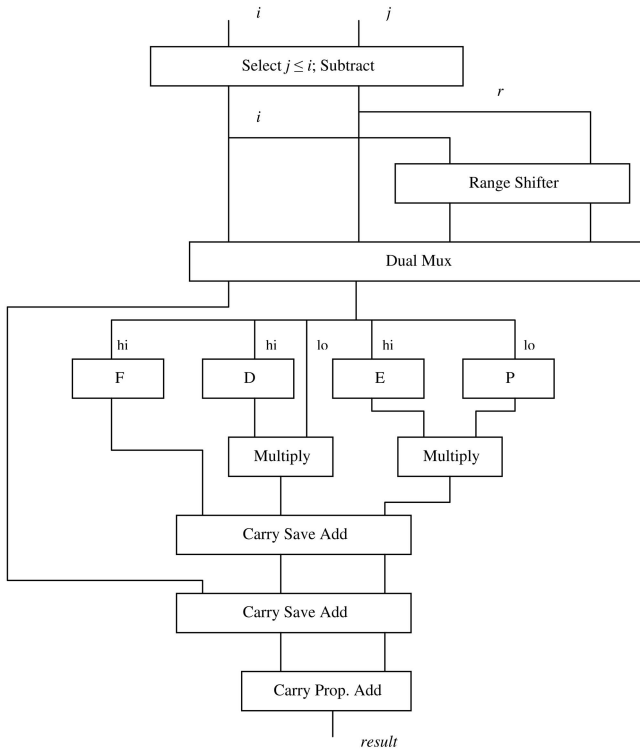 i j
Select j ≤ i; Subtract
r
i
Range Shifter
Dual Mux
hi hi lo hi lo
F D E P
Multiply Multiply
Carry Save Add
Carry Save Add
Carry Prop. Add
result